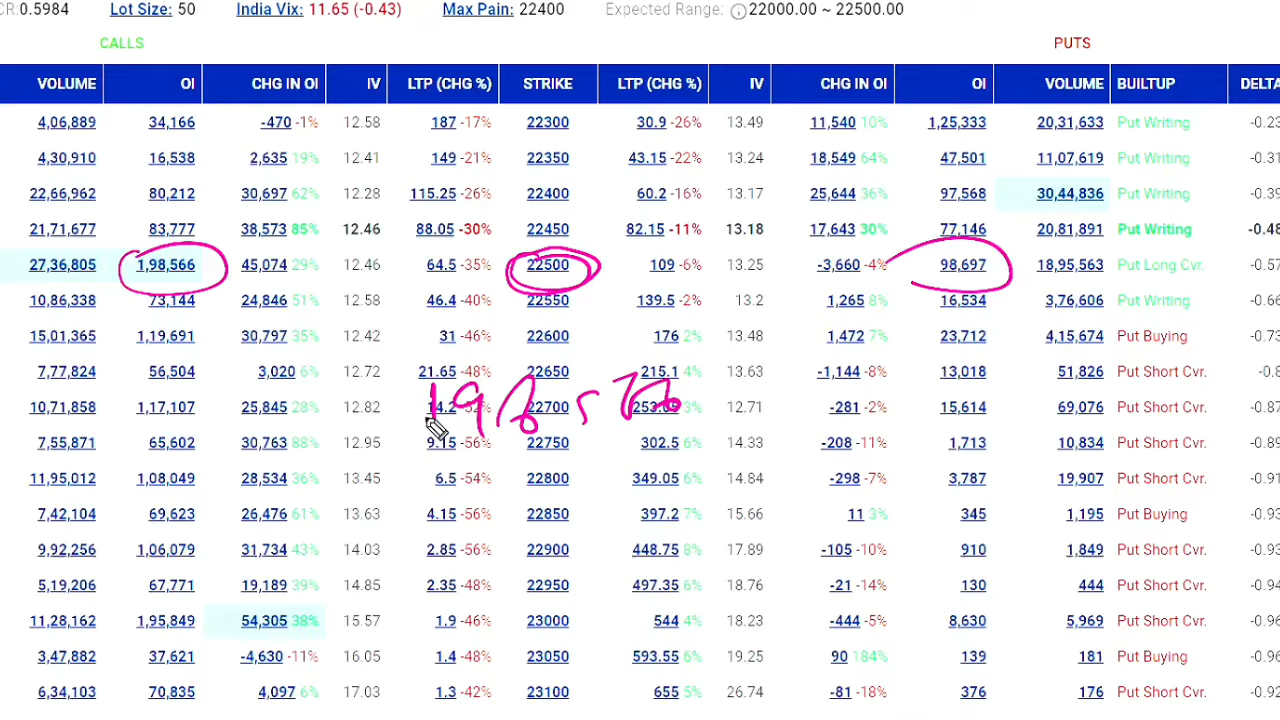 CR: 0.5984 Lot Size: 50 India Vix: 11.65 (-0.43) Max Pain: 22400 Expected Range: 22000.00 ~ 22500.00
CALLS PUTS
VOLUME OI CHG IN OI IV LTP (CHG %) STRIKE LTP (CHG %) IV CHG IN OI OI VOLUME BUILTUP DELTA
4,06,889 34,166 -470 -1% 12.58 187 -17% 22300 30.9 -26% 13.49 11,540 10% 1,25,333 20,31,633 Put Writing -0.23
4,30,910 16,538 2,635 19% 12.41 149 -21% 22350 43.15 -22% 13.24 18,549 64% 47,501 11,07,619 Put Writing -0.31
22,66,962 80,212 30,697 62% 12.28 115.25 -26% 22400 60.2 -16% 13.17 25,644 36% 97,568 30,44,836 Put Writing -0.39
21,71,677 83,777 38,573 85% 12.46 88.05 -30% 22450 82.15 -11% 13.18 17,643 30% 77,146 20,81,891 Put Writing -0.48
27,36,805 1,98,566 45,074 29% 12.46 64.5 -35% 22500 109 -6% 13.25 -3,660 -4% 98,697 18,95,563 Put Long Cvr. -0.57
10,86,338 73,144 24,846 51% 12.58 46.4 -40% 22550 139.5 -2% 13.2 1,265 8% 16,534 3,76,606 Put Writing -0.66
15,01,365 1,19,691 30,797 35% 12.42 31 -46% 22600 176 2% 13.48 1,472 7% 23,712 4,15,674 Put Buying -0.73
7,77,824 56,504 3,020 6% 12.72 21.65 -48% 22650 215.1 4% 13.63 -1,144 -8% 13,018 51,826 Put Short Cvr. -0.8
10,71,858 1,17,107 25,845 28% 12.82 14.2 22700 3% 12.71 -281 -2% 15,614 69,076 Put Short Cvr. -0.87
7,55,871 65,602 30,763 88% 12.95 9.15 -56% 22750 302.5 6% 14.33 -208 -11% 1,713 10,834 Put Short Cvr. -0.89
11,95,012 1,08,049 28,534 36% 13.45 6.5 -54% 22800 349.05 6% 14.84 -298 -7% 3,787 19,907 Put Short Cvr. -0.91
7,42,104 69,623 26,476 61% 13.63 4.15 -56% 22850 397.2 7% 15.66 11 3% 345 1,195 Put Buying -0.93
9,92,256 1,06,079 31,734 43% 14.03 2.85 -56% 22900 448.75 8% 17.89 -105 -10% 910 1,849 Put Short Cvr. -0.93
5,19,206 67,771 19,189 39% 14.85 2.35 -48% 22950 497.35 6% 18.76 -21 -14% 130 444 Put Short Cvr. -0.94
11,28,162 1,95,849 54,305 38% 15.57 1.9 -46% 23000 544 4% 18.23 -444 -5% 8,630 5,969 Put Short Cvr. -0.96
3,47,882 37,621 -4,630 -11% 16.05 1.4 -48% 23050 593.55 6% 19.25 90 184% 139 181 Put Buying -0.96
6,34,103 70,835 4,097 6% 17.03 1.3 -42% 23100 655 5% 26.74 -81 -18% 376 176 Put Short Cvr. -0.92